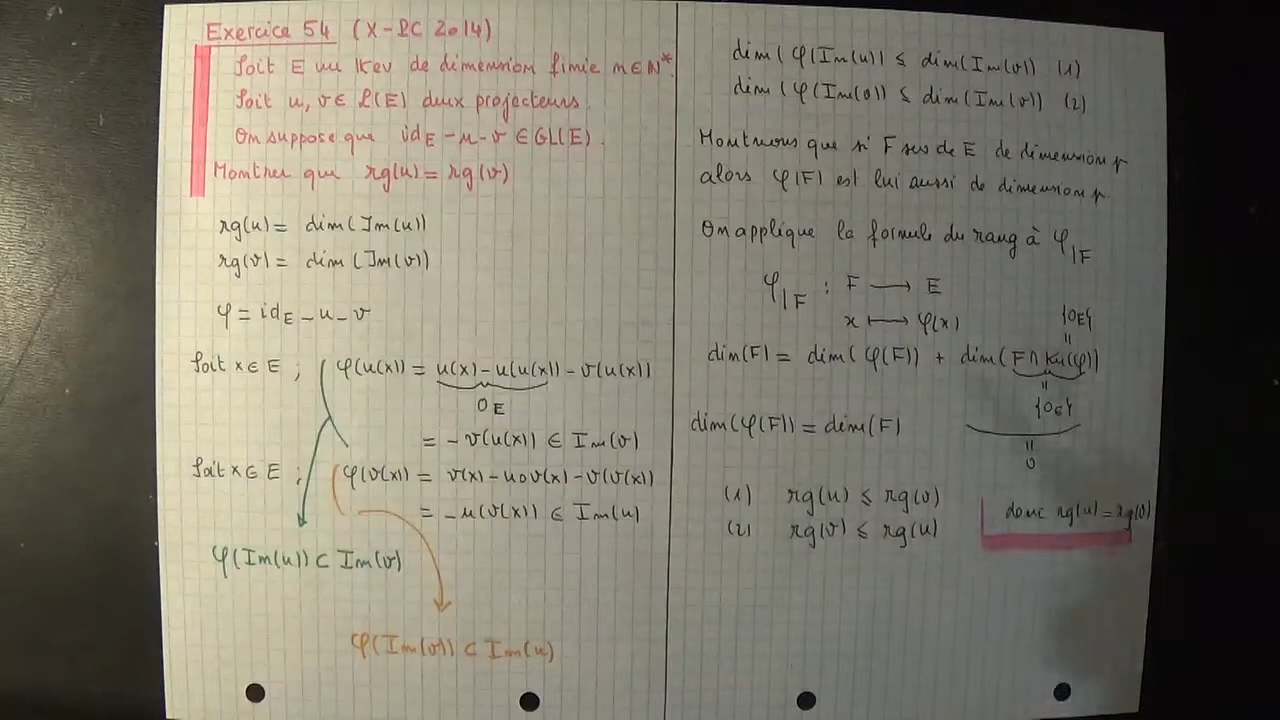 Exercice 54 (X-PC 2014)
Soit E un Kev de dimension finie n∈N*.
Soit u, v ∈ L(E) deux projecteurs.
On suppose que id_E - u - v ∈ GL(E).
Montrer que rg(u) = rg(v)
rg(u) = dim(Im(u))
rg(v) = dim(Im(v))
φ = id_E - u - v
Soit x ∈ E ; φ(u(x)) = u(x) - u(u(x)) - v(u(x))
0_E
= - v(u(x)) ∈ Im(v)
Soit x ∈ E ; φ(v(x)) = v(x) - u∘v(x) - v(v(x))
= - u(v(x)) ∈ Im(u)
φ(Im(u)) ⊂ Im(v)
φ(Im(v)) ⊂ Im(u)
dim(φ(Im(u)) ≤ dim(Im(v)) (1)
dim(φ(Im(v)) ≤ dim(Im(v)) (2)
Montrons que si F sev de E de dimension p
alors φ(F) est lui aussi de dimension p
On applique la formule du rang à φ|F
φ|F : F ⟶ E
x ⟼ φ(x)
{0_E}
=
dim(F) = dim(φ(F)) + dim(F ∩ Ker(φ))
=
{0_E}
dim(φ(F)) = dim(F)
=
0
(1) rg(u) ≤ rg(v)
(2) rg(v) ≤ rg(u)
donc rg(u) = rg(v)